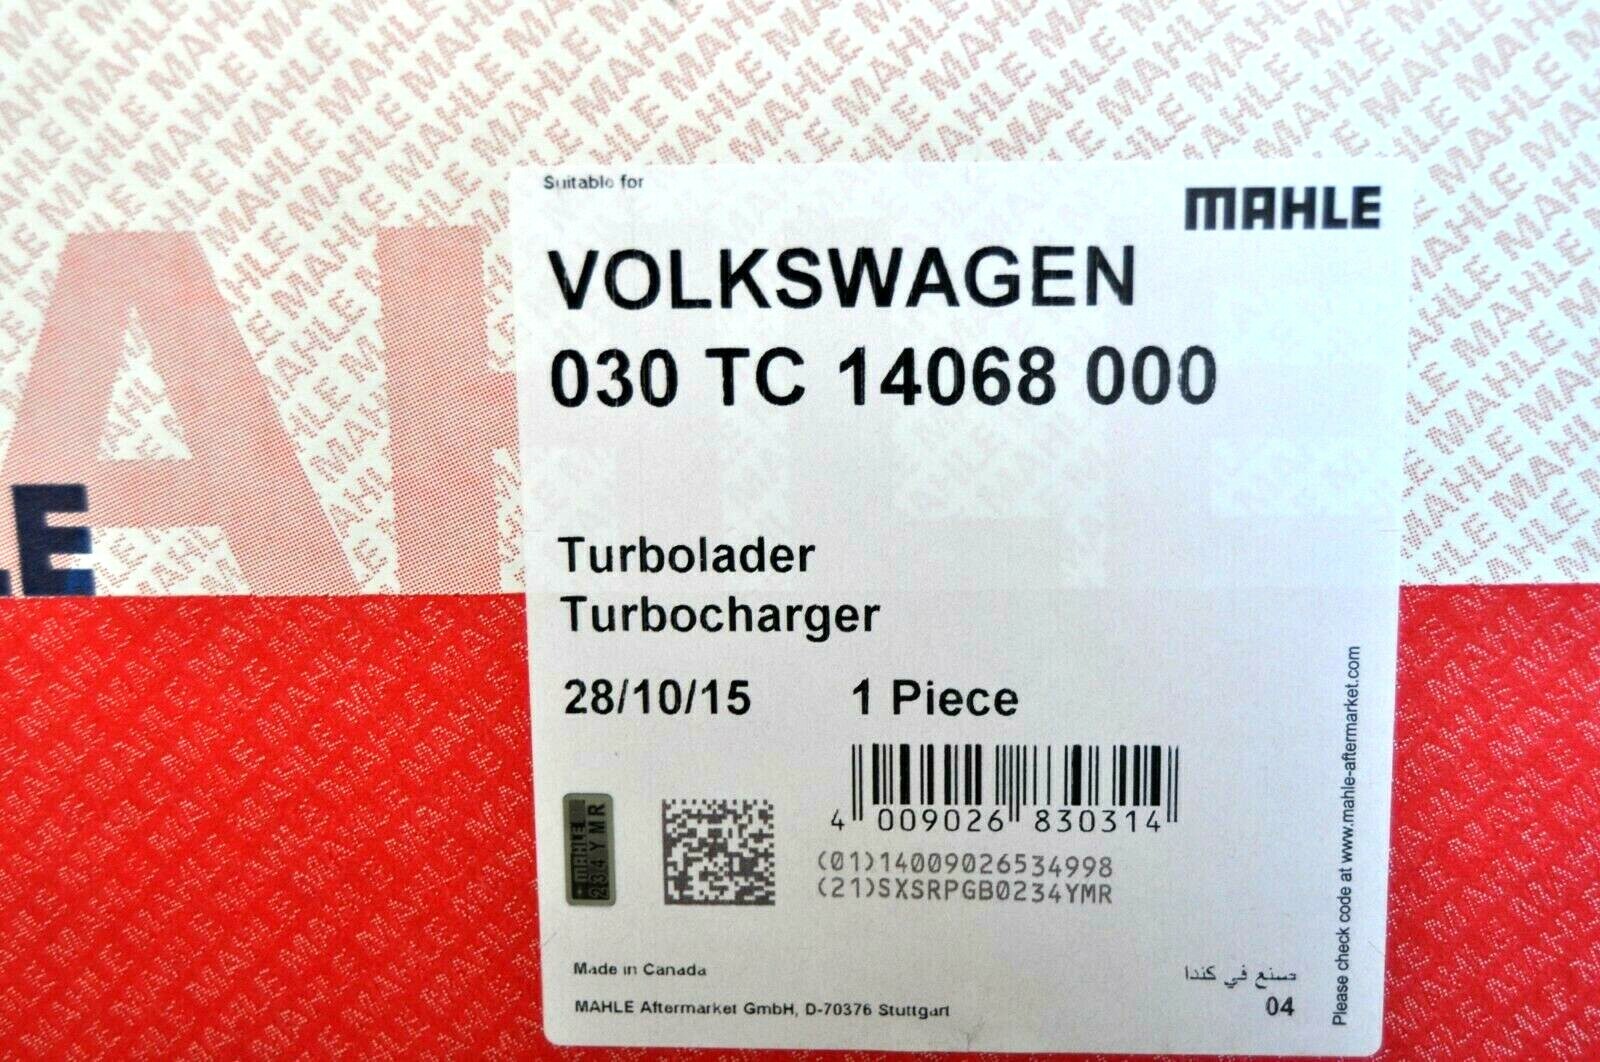 Suitable for
MAHLE
VOLKSWAGEN
030 TC 14068 000
Turbolader
Turbocharger
28/10/15 1 Piece
4 009026 830314
(01)14009026534998
(21)SXSRPGB0234YMR
MAHLE
234YMR
Made in Canada
صنع في كندا
MAHLE Aftermarket GmbH, D-70376 Stuttgart
04
Please check code at www.mahle-aftermarket.com